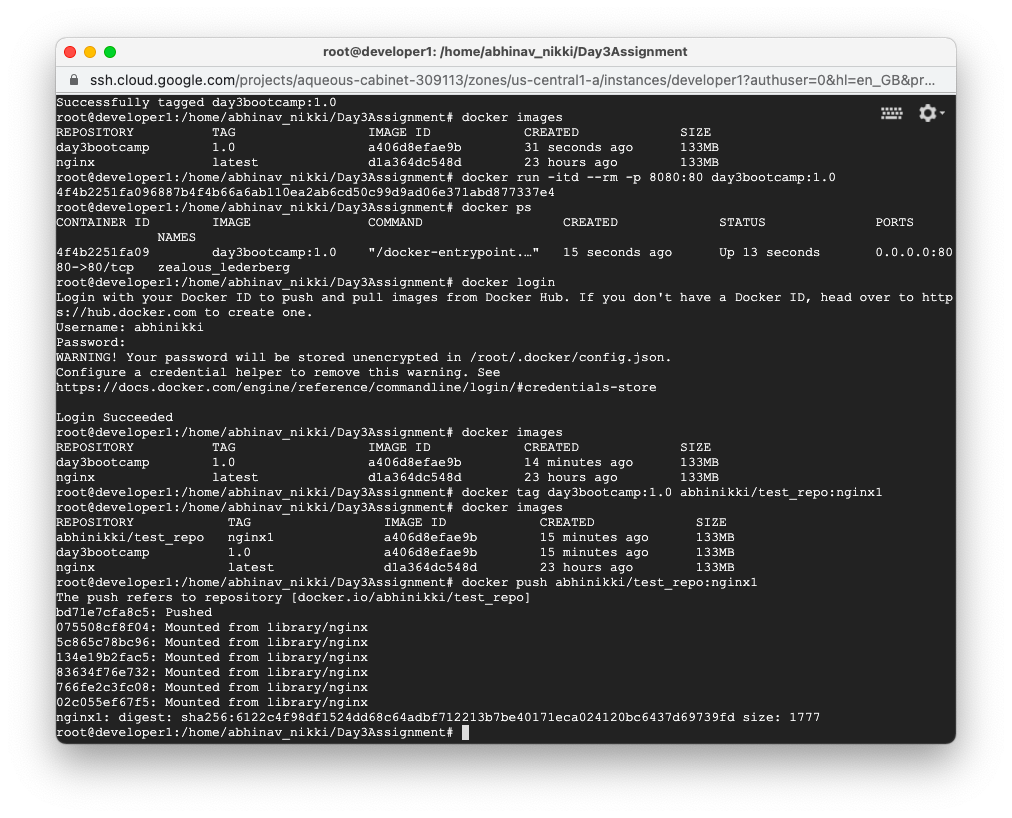 root@developer1: /home/abhinav_nikki/Day3Assignment
ssh.cloud.google.com/projects/aqueous-cabinet-309113/zones/us-central1-a/instances/developer1?authuser=0&hl=en_GB&pr...
Successfully tagged day3bootcamp:1.0
root@developer1:/home/abhinav_nikki/Day3Assignment# docker images
REPOSITORY          TAG                 IMAGE ID            CREATED             SIZE
day3bootcamp        1.0                 a406d8efae9b        31 seconds ago      133MB
nginx               latest              d1a364dc548d        23 hours ago        133MB
root@developer1:/home/abhinav_nikki/Day3Assignment# docker run -itd --rm -p 8080:80 day3bootcamp:1.0
4f4b2251fa096887b4f4b66a6ab110ea2ab6cd50c99d9ad06e371abd877337e4
root@developer1:/home/abhinav_nikki/Day3Assignment# docker ps
CONTAINER ID        IMAGE               COMMAND                  CREATED             STATUS              PORTS
             NAMES
4f4b2251fa09        day3bootcamp:1.0    "/docker-entrypoint.…"   15 seconds ago      Up 13 seconds       0.0.0.0:80
80->80/tcp   zealous_lederberg
root@developer1:/home/abhinav_nikki/Day3Assignment# docker login
Login with your Docker ID to push and pull images from Docker Hub. If you don't have a Docker ID, head over to http
s://hub.docker.com to create one.
Username: abhinikki
Password:
WARNING! Your password will be stored unencrypted in /root/.docker/config.json.
Configure a credential helper to remove this warning. See
https://docs.docker.com/engine/reference/commandline/login/#credentials-store
Login Succeeded
root@developer1:/home/abhinav_nikki/Day3Assignment# docker images
REPOSITORY          TAG                 IMAGE ID            CREATED             SIZE
day3bootcamp        1.0                 a406d8efae9b        14 minutes ago      133MB
nginx               latest              d1a364dc548d        23 hours ago        133MB
root@developer1:/home/abhinav_nikki/Day3Assignment# docker tag day3bootcamp:1.0 abhinikki/test_repo:nginx1
root@developer1:/home/abhinav_nikki/Day3Assignment# docker images
REPOSITORY            TAG                 IMAGE ID            CREATED             SIZE
abhinikki/test_repo   nginx1              a406d8efae9b        15 minutes ago      133MB
day3bootcamp          1.0                 a406d8efae9b        15 minutes ago      133MB
nginx                 latest              d1a364dc548d        23 hours ago        133MB
root@developer1:/home/abhinav_nikki/Day3Assignment# docker push abhinikki/test_repo:nginx1
The push refers to repository [docker.io/abhinikki/test_repo]
bd71e7cfa8c5: Pushed
075508cf8f04: Mounted from library/nginx
5c865c78bc96: Mounted from library/nginx
134e19b2fac5: Mounted from library/nginx
83634f76e732: Mounted from library/nginx
766fe2c3fc08: Mounted from library/nginx
02c055ef67f5: Mounted from library/nginx
nginx1: digest: sha256:6122c4f98df1524dd68c64adbf712213b7be40171eca024120bc6437d69739fd size: 1777
root@developer1:/home/abhinav_nikki/Day3Assignment#